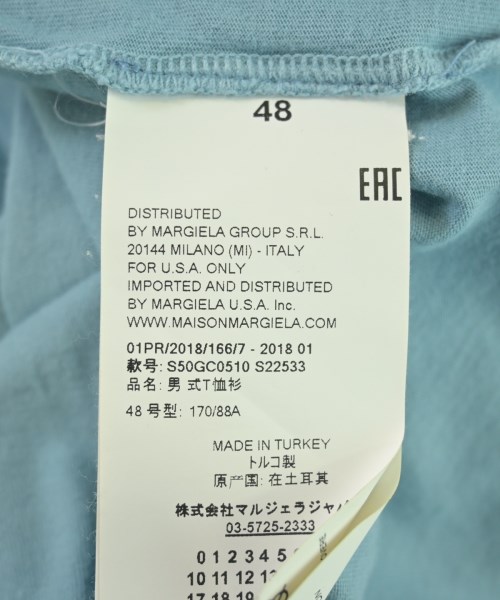 48
EAC
DISTRIBUTED
BY MARGIELA GROUP S.R.L.
20144 MILANO (MI) - ITALY
FOR U.S.A. ONLY
IMPORTED AND DISTRIBUTED
BY MARGIELA U.S.A. Inc.
WWW.MAISONMARGIELA.COM
01PR/2018/166/7 - 2018 01
款号: S50GC0510 S22533
品名: 男 式T恤衫
48 号型: 170/88A
MADE IN TURKEY
トルコ製
原产国: 在土耳其
株式会社マルジェラジャパ
03-5725-2333
0 1 2 3 4 5
10 11 12
17 18 19